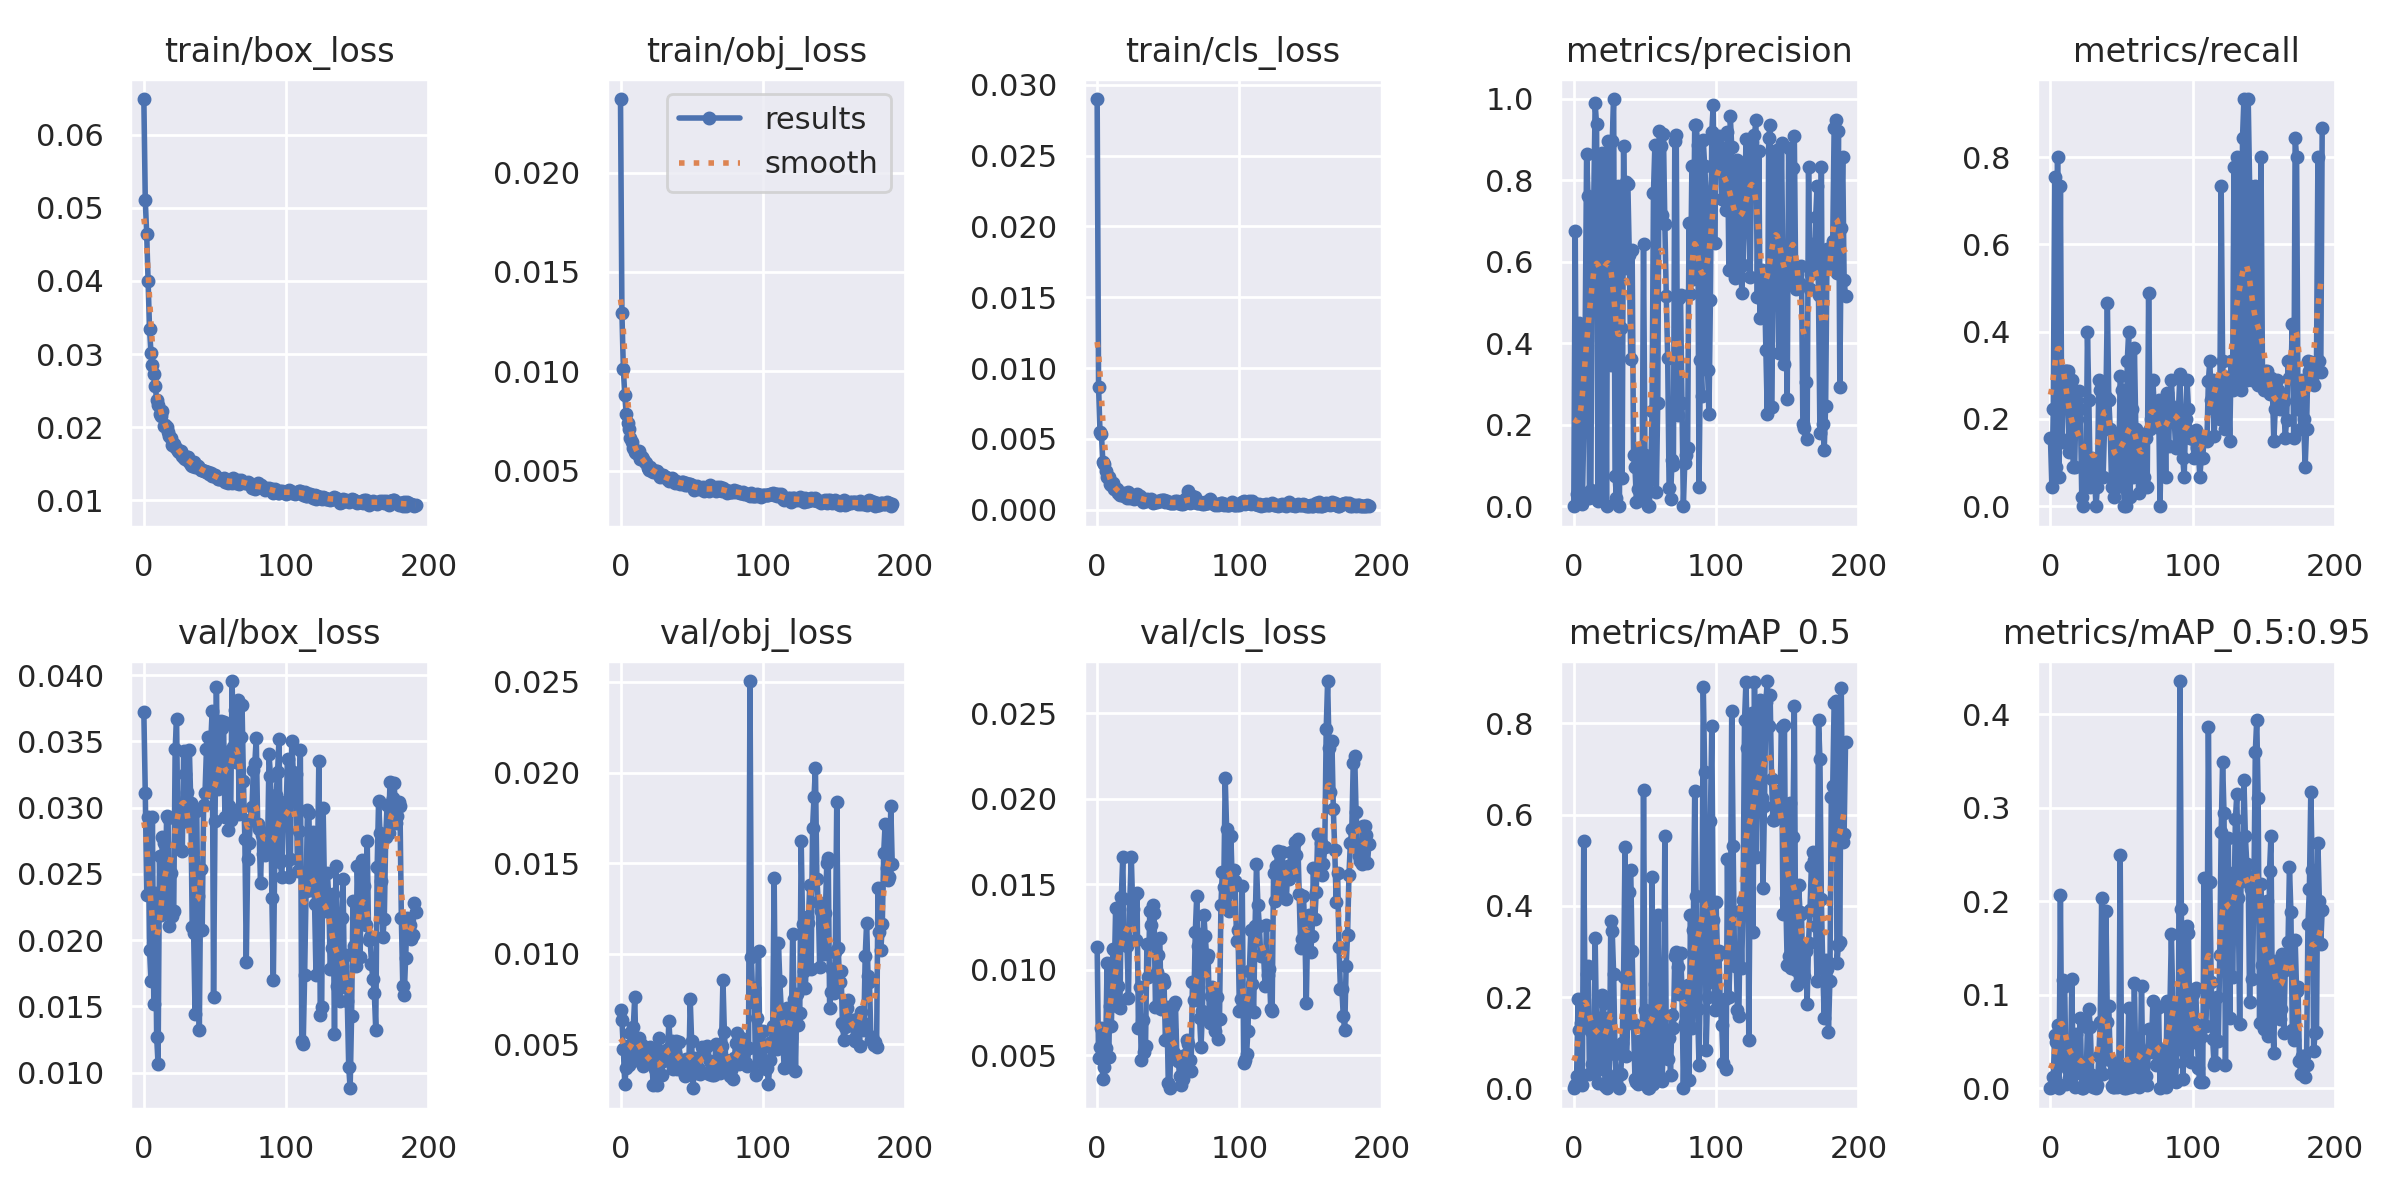 train/box_loss
0.06
0.05
0.04
0.03
0.02
0.01
0 100 200
train/obj_loss
results
smooth
0.020
0.015
0.010
0.005
0 100 200
train/cls_loss
0.030
0.025
0.020
0.015
0.010
0.005
0.000
0 100 200
metrics/precision
1.0
0.8
0.6
0.4
0.2
0.0
0 100 200
metrics/recall
0.8
0.6
0.4
0.2
0.0
0 100 200
val/box_loss
0.040
0.035
0.030
0.025
0.020
0.015
0.010
0 100 200
val/obj_loss
0.025
0.020
0.015
0.010
0.005
0 100 200
val/cls_loss
0.025
0.020
0.015
0.010
0.005
0 100 200
metrics/mAP_0.5
0.8
0.6
0.4
0.2
0.0
0 100 200
metrics/mAP_0.5:0.95
0.4
0.3
0.2
0.1
0.0
0 100 200